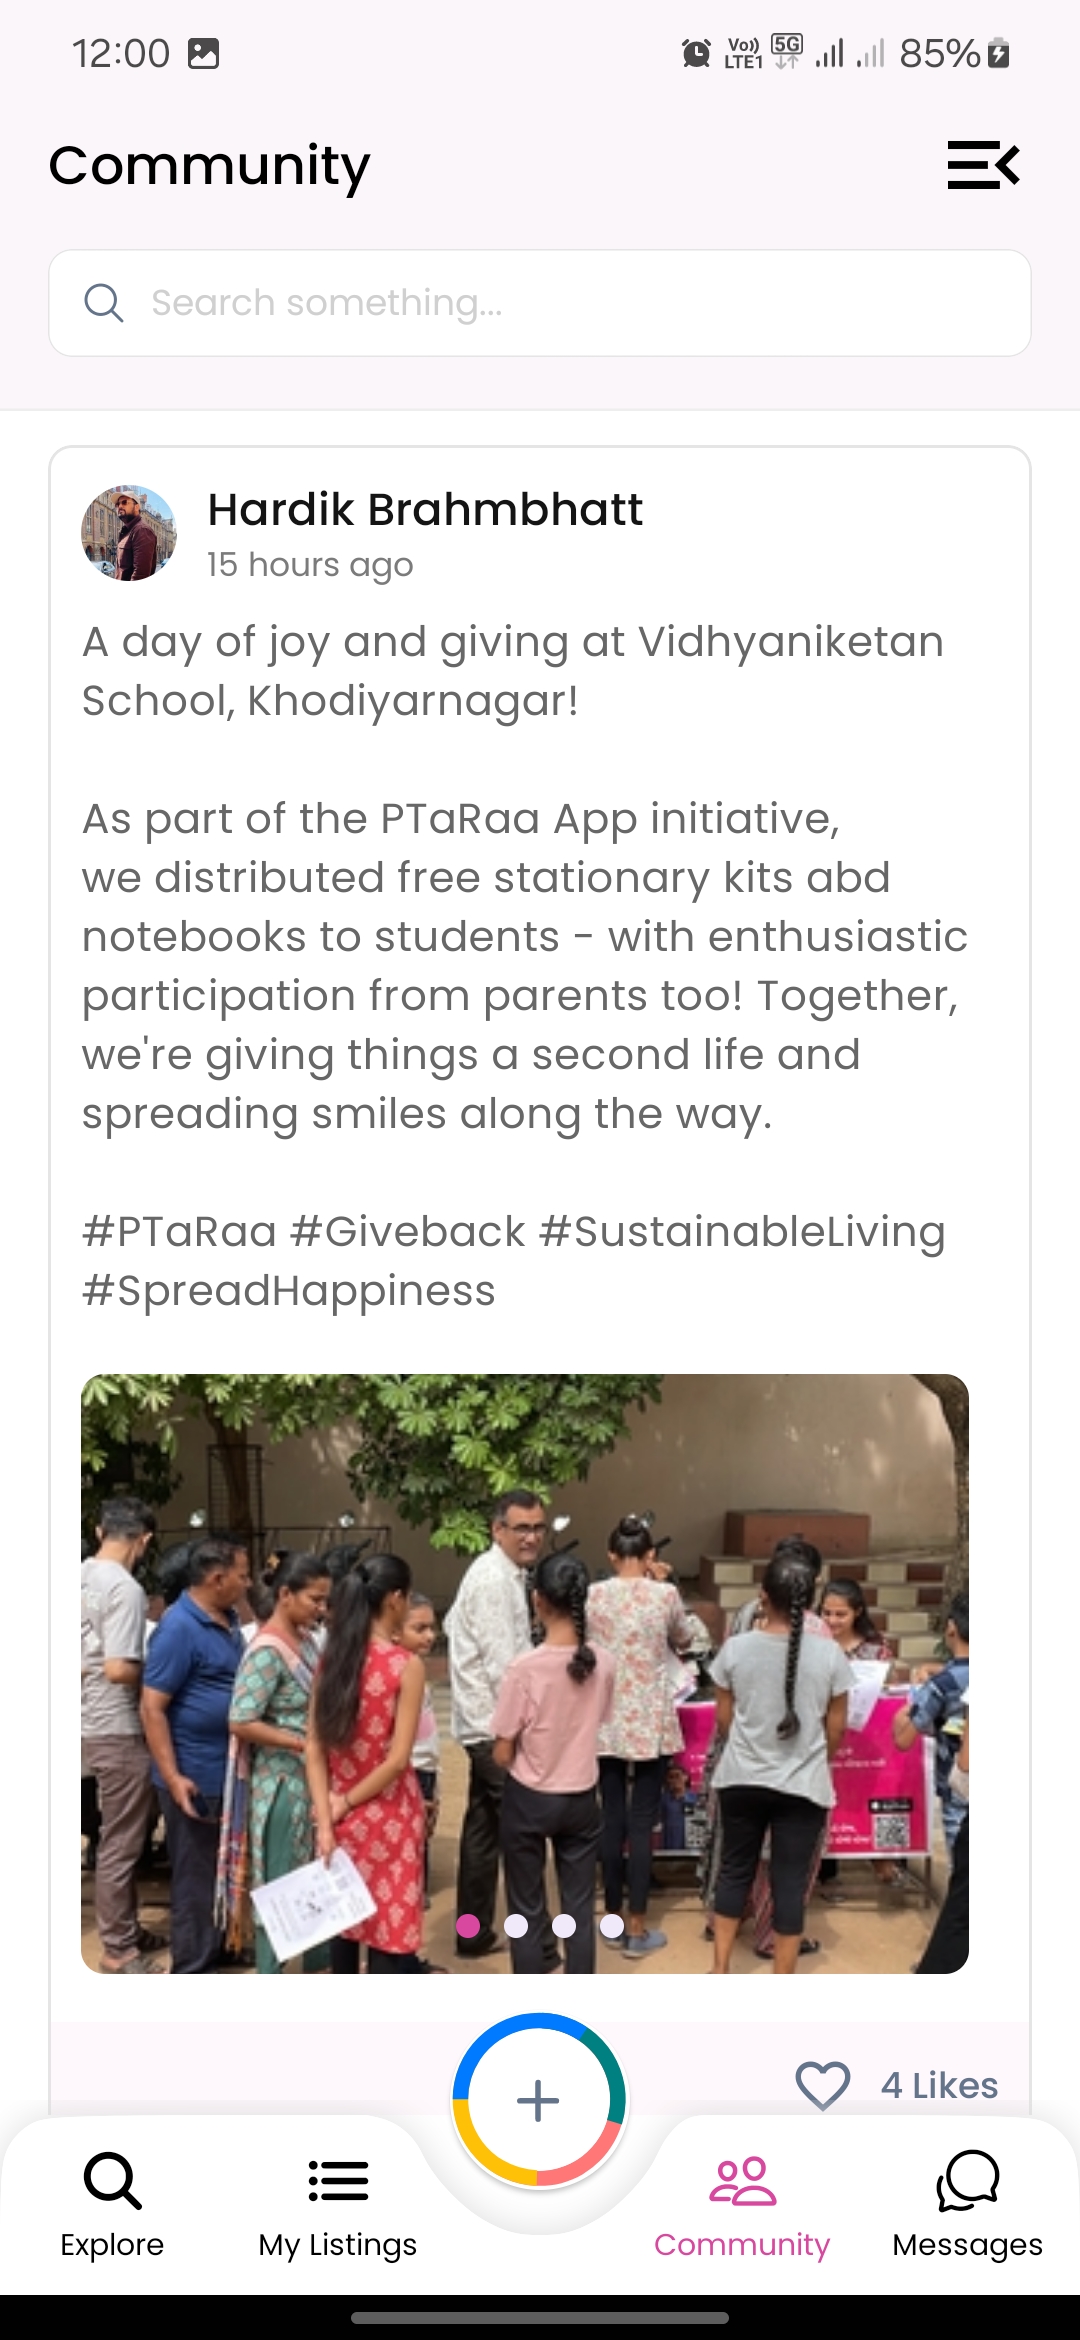 12:00
Vo)) LTE1 5G 85%
Community
Search something...
Hardik Brahmbhatt
15 hours ago
A day of joy and giving at Vidhyaniketan
School, Khodiyarnagar!
As part of the PTaRaa App initiative,
we distributed free stationary kits abd
notebooks to students - with enthusiastic
participation from parents too! Together,
we're giving things a second life and
spreading smiles along the way.
#PTaRaa #Giveback #SustainableLiving
#SpreadHappiness
4 Likes
Explore
My Listings
Community
Messages